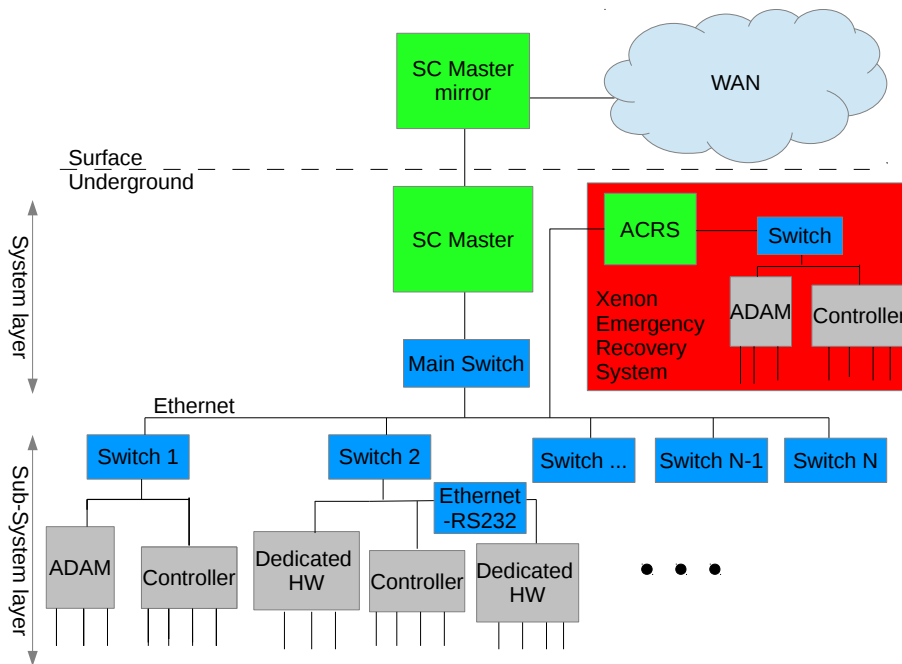 SC Master
mirror
WAN
Surface
Underground
System layer
SC Master
ACRS
Switch
Xenon
Emergency
Recovery
System
ADAM
Controller
Main Switch
Ethernet
Sub-System layer
Switch 1
Switch 2
Switch ...
Switch N-1
Switch N
Ethernet
-RS232
ADAM
Controller
Dedicated
HW
Controller
Dedicated
HW